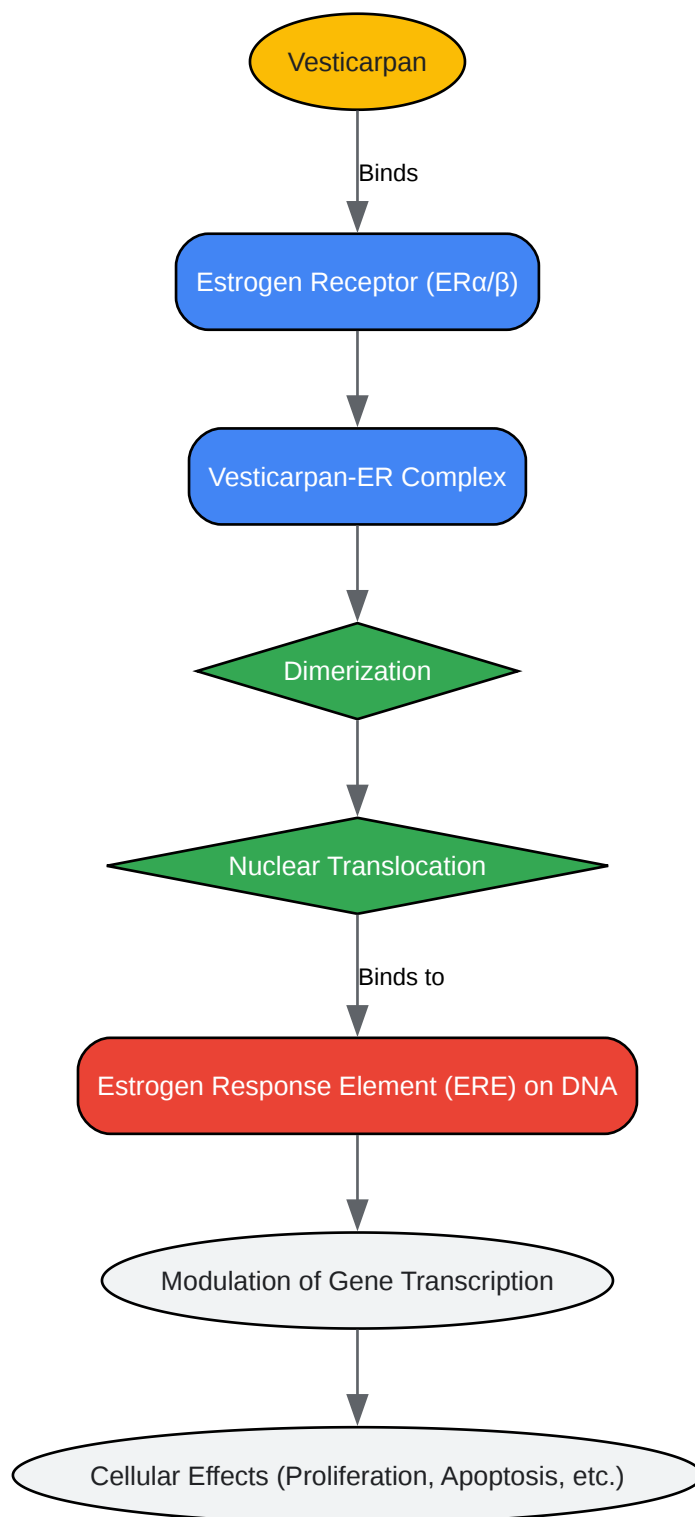 Vesticarpan
Binds
Estrogen Receptor (ERα/β)
Vesticarpan-ER Complex
Dimerization
Nuclear Translocation
Binds to
Estrogen Response Element (ERE) on DNA
Modulation of Gene Transcription
Cellular Effects (Proliferation, Apoptosis, etc.)